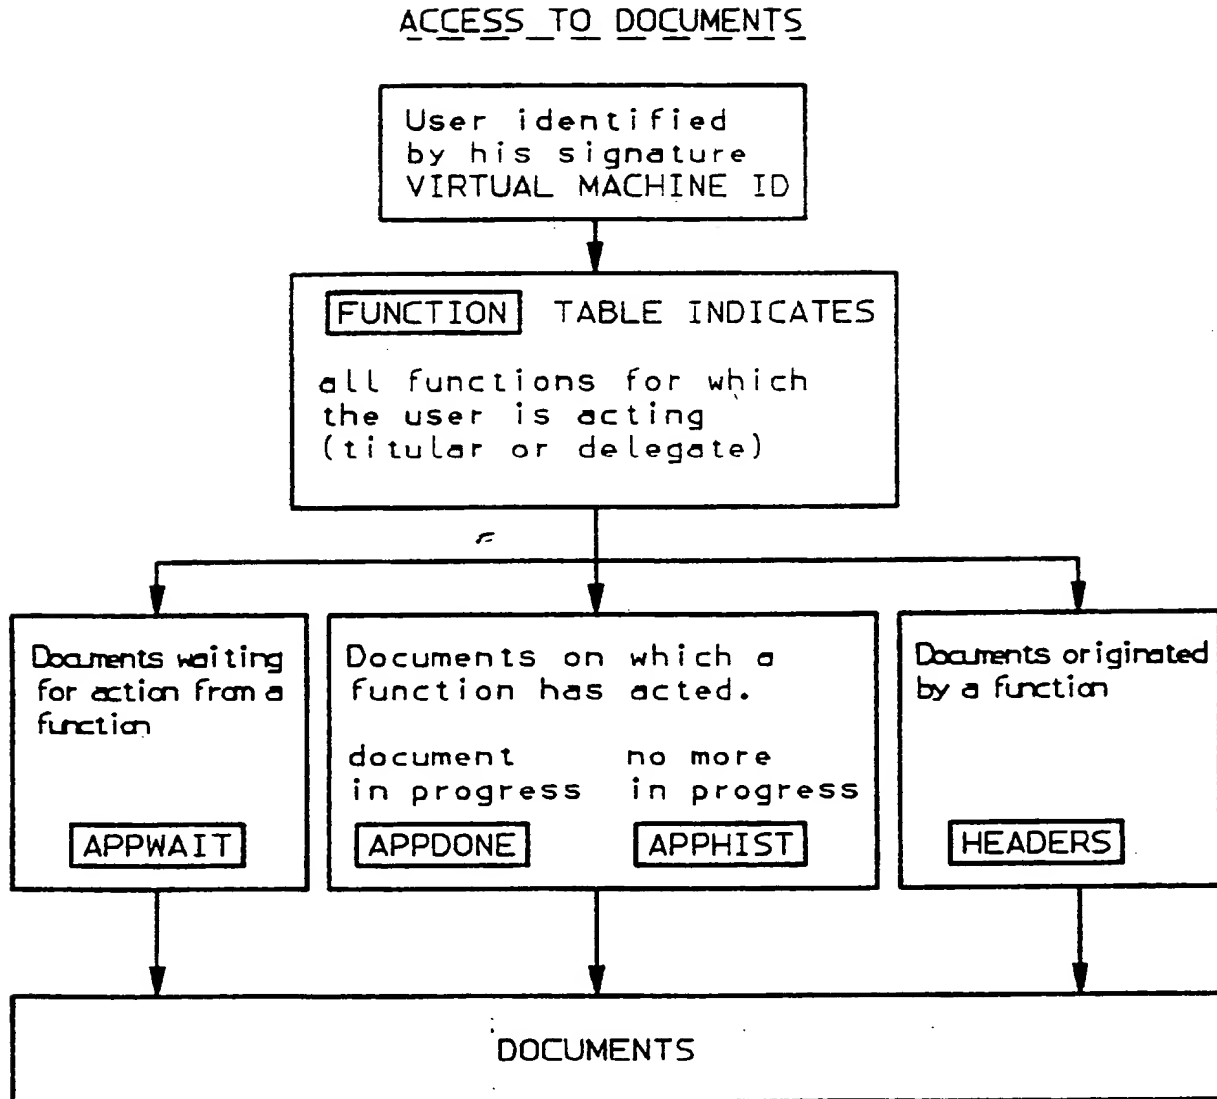 ACCESS TO DOCUMENTS
User identified
by his signature
VIRTUAL MACHINE ID
FUNCTION TABLE INDICATES
all functions for which
the user is acting
(titular or delegate)
Documents waiting
for action from a
function
APPWAIT
Documents on which a
function has acted.
document
in progress
APPDONE
no more
in progress
APPHIST
Documents originated
by a function
HEADERS
DOCUMENTS